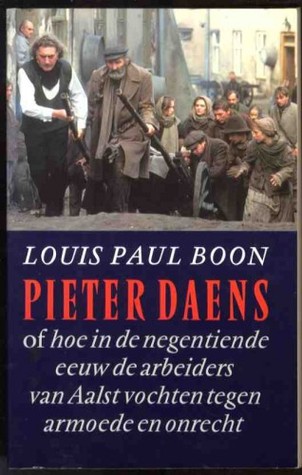 LOUIS PAUL BOON
PIETER DAENS
of hoe in de negentiende
eeuw de arbeiders
van Aalst vochten tegen
armoede en onrecht